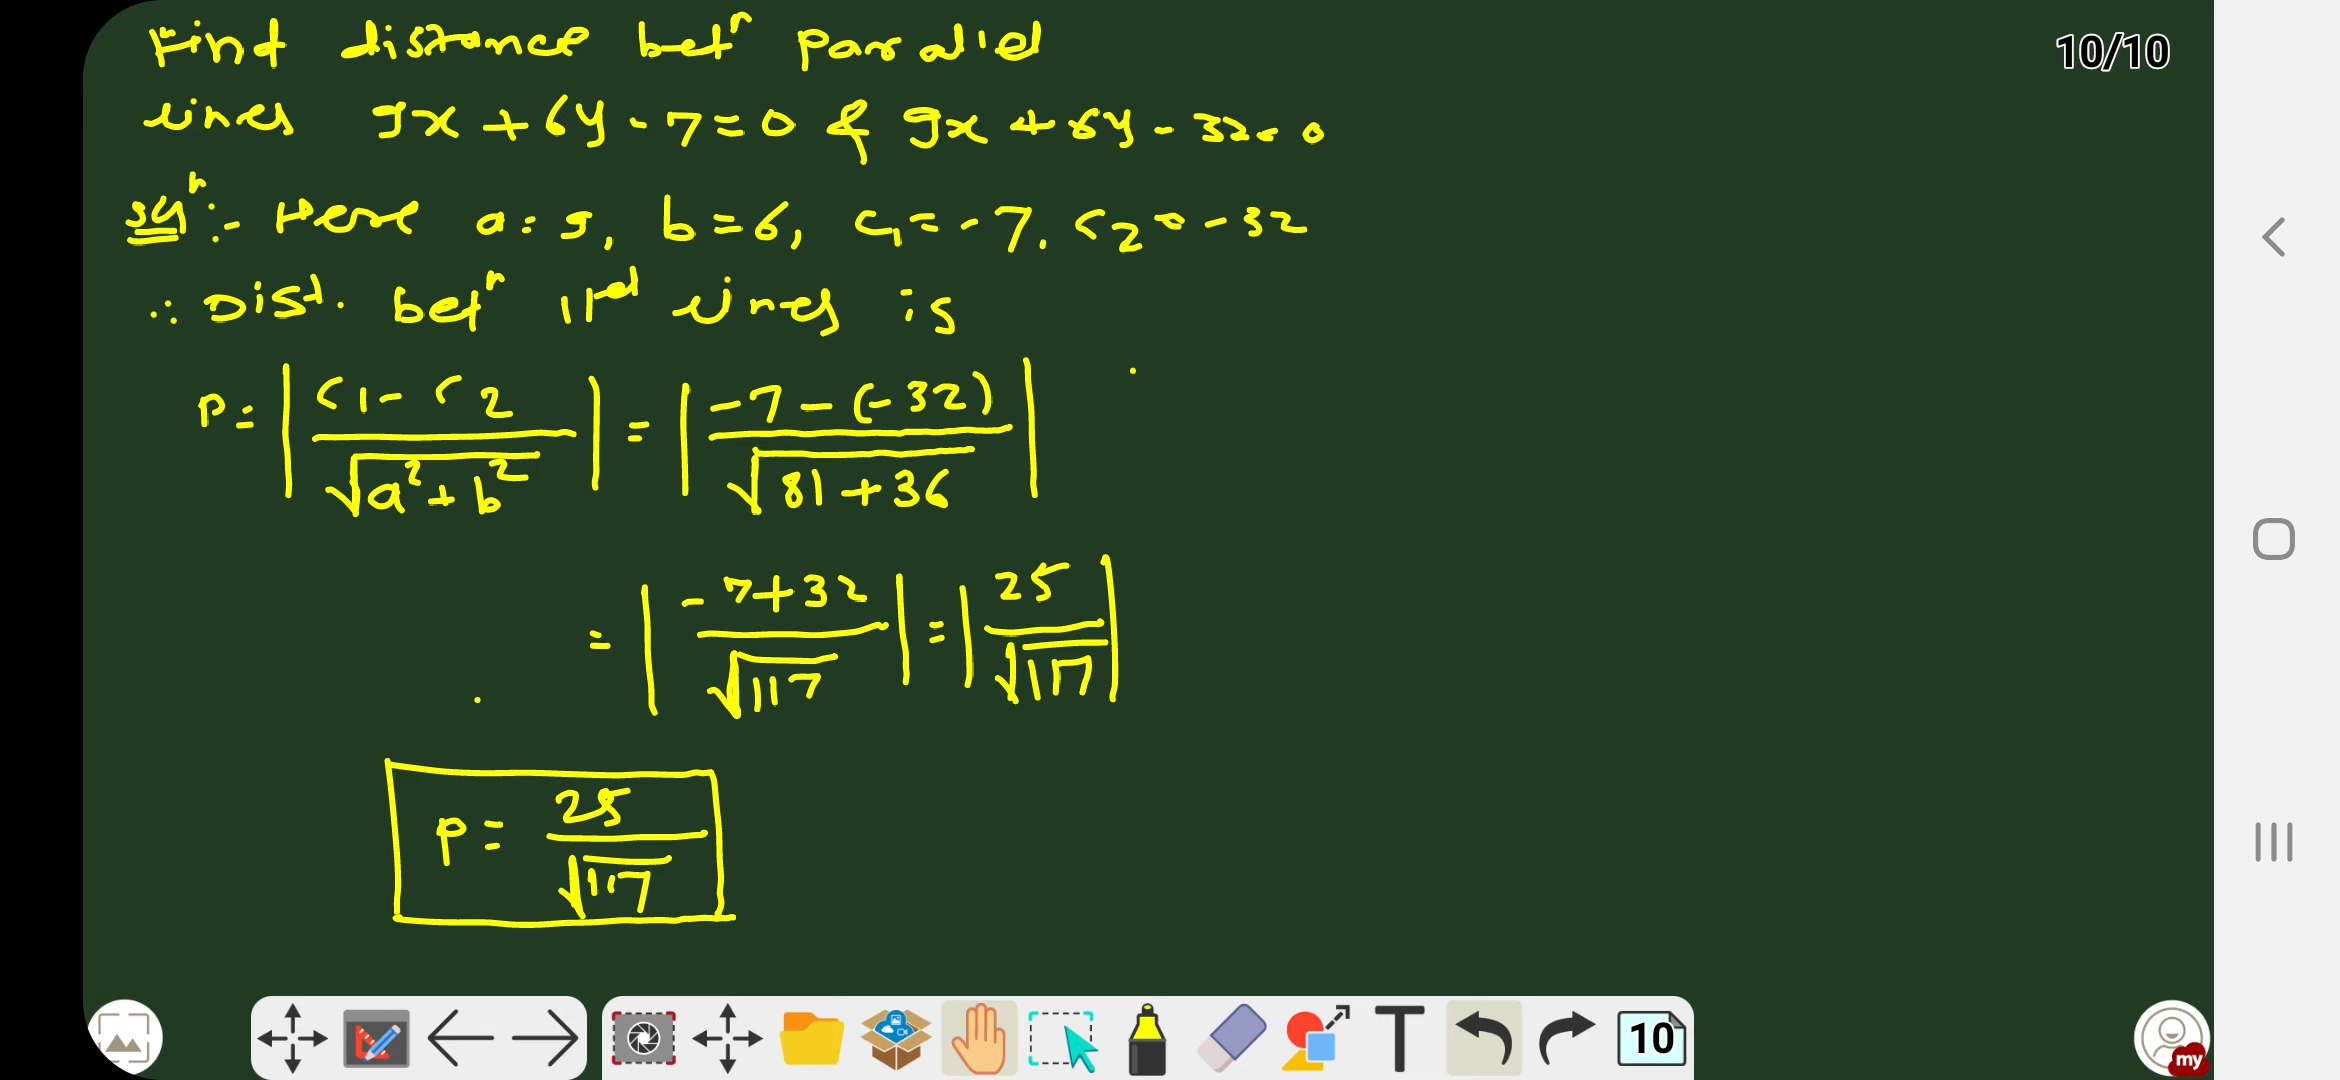 Find distance betⁿ parallel
10/10
lines 9x + 6y - 7 = 0 & 9x + 6y - 32 = 0
Solⁿ :- Here a = 9, b = 6, c₁ = -7, c₂ = -32
∴ Dist. betⁿ llel lines is
P = | c₁ - c₂ / √a² + b² | = | -7 - (-32) / √81 + 36 |
= | -7 + 32 / √117 | = | 25 / √117 |
P = 25 / √117
10
my